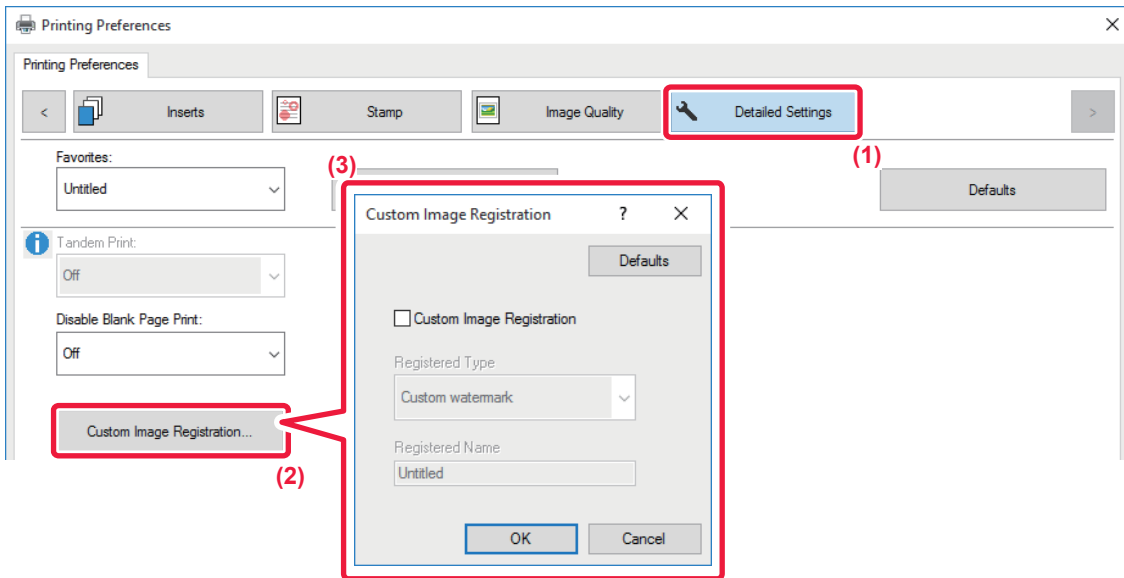 Printing Preferences
Printing Preferences
<
Inserts
Stamp
Image Quality
Detailed Settings
>
(1)
Favorites:
(3)
Untitled
Defaults
Custom Image Registration ?
Defaults
Tandem Print:
Off
Custom Image Registration
Disable Blank Page Print:
Off
Registered Type
Custom watermark
Custom Image Registration...
(2)
Registered Name
Untitled
OK
Cancel